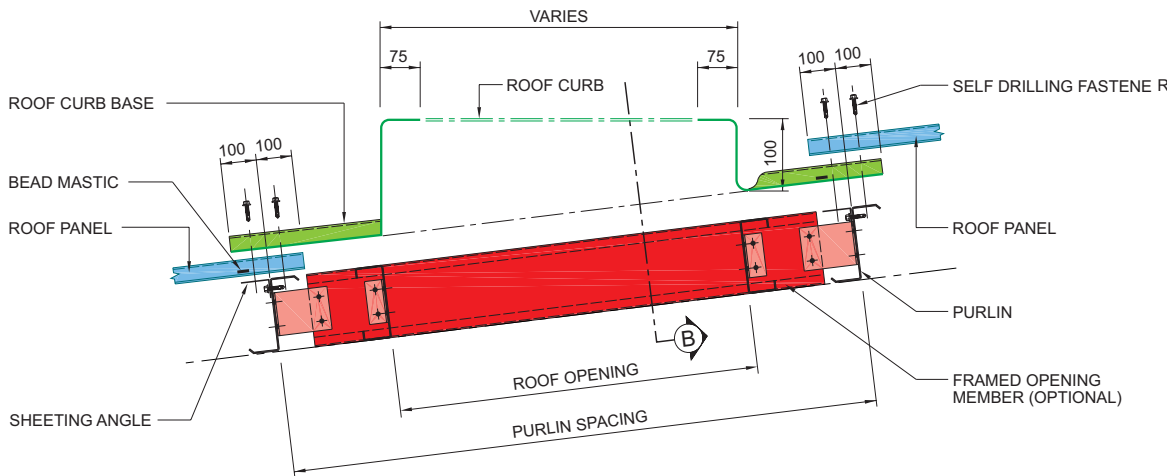 VARIES
75
75
100
100
ROOF CURB
SELF DRILLING FASTENE R
ROOF CURB BASE
100
100
100
BEAD MASTIC
ROOF PANEL
ROOF PANEL
PURLIN
B
ROOF OPENING
FRAMED OPENING
MEMBER (OPTIONAL)
SHEETING ANGLE
PURLIN SPACING